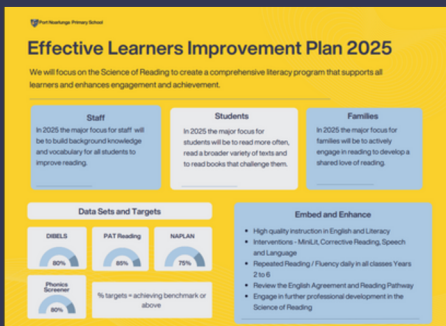 Port Noarlunga Primary School
Effective Learners Improvement Plan 2025
We will focus on the Science of Reading to create a comprehensive literacy program that supports all
learners and enhances engagement and achievement.
Staff
In 2025 the major focus for staff will
be to build background knowledge
and vocabulary for all students to
improve reading.
Students
In 2025 the major focus for
students will be to read more often,
read a broader variety of texts and
to read books that challenge them.
Families
In 2025 the major focus for
families will be to actively
engage in reading to develop a
shared love of reading.
Data Sets and Targets
DIBELS
80%
PAT Reading
85%
NAPLAN
75%
Phonics
Screener
80%
% targets = achieving benchmark or
above
Embed and Enhance
High quality instruction in English and Literacy
Interventions - MiniLit, Corrective Reading, Speech
and Language
Repeated Reading / Fluency daily in all classes Years
2 to 6
Review the English Agreement and Reading Pathway
Engage in further professional development in the
Science of Reading